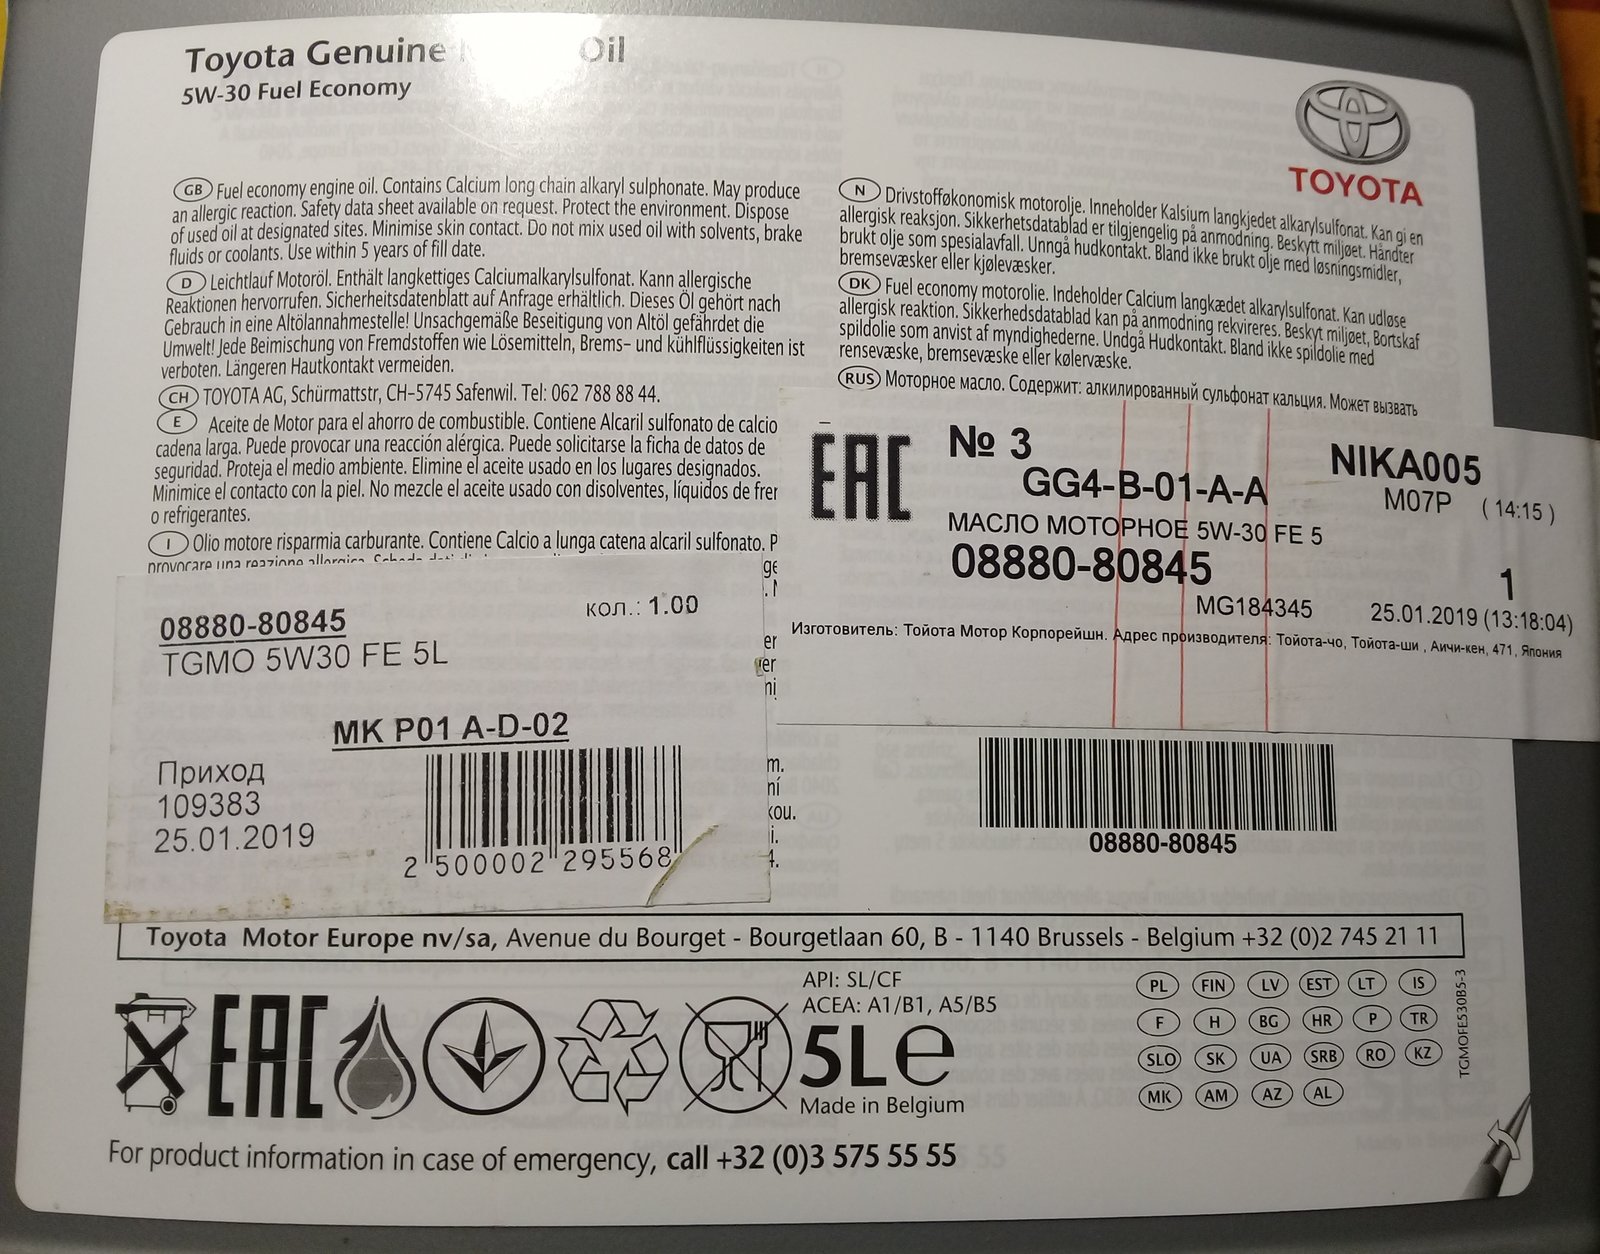 Toyota Genuine Oil
5W-30 Fuel Economy
TOYOTA
GB Fuel economy engine oil. Contains Calcium long chain alkaryl sulphonate. May produce
an allergic reaction. Safety data sheet available on request. Protect the environment. Dispose
of used oil at designated sites. Minimise skin contact. Do not mix used oil with solvents, brake
fluids or coolants. Use within 5 years of fill date.
D Leichtlauf Motoröl. Enthält langkettiges Calciumalkarylsulfonat. Kann allergische
Reaktionen hervorrufen. Sicherheitsdatenblatt auf Anfrage erhältlich. Dieses Öl gehört nach
Gebrauch in eine Altölannahmestelle! Unsachgemäße Beseitigung von Altöl gefährdet die
Umwelt! Jede Beimischung von Fremdstoffen wie Lösemitteln, Brems- und kühlflüssigkeiten ist
verboten. Längeren Hautkontakt vermeiden.
CH TOYOTA AG, Schürmattstr, CH-5745 Safenwil. Tel: 062 788 88 44.
E Aceite de Motor para el ahorro de combustible. Contiene Alcaril sulfonato de calcio
cadena larga. Puede provocar una reacción alérgica. Puede solicitarse la ficha de datos de
seguridad. Proteja el medio ambiente. Elimine el aceite usado en los lugares designados.
Minimice el contacto con la piel. No mezcle el aceite usado con disolventes, líquidos de fre
o refrigerantes.
I Olio motore risparmia carburante. Contiene Calcio a lunga catena alcaril sulfonato. P
provocare una reazione allergica. Scheda dati di
N Drivstofføkonomisk motorolje. Inneholder Kalsium langkjedet alkarylsulfonat. Kan gi en
allergisk reaksjon. Sikkerhetsdatablad er tilgjengelig på anmodning. Beskytt miljøet. Håndter
brukt olje som spesialavfall. Unngå hudkontakt. Bland ikke brukt olje med løsningsmidler,
bremsevæsker eller kjølevæsker.
DK Fuel economy motorolie. Indeholder Calcium langkædet alkarylsulfonat. Kan udløse
allergisk reaktion. Sikkerhedsdatablad kan på anmodning rekvireres. Beskyt miljøet, Bortskaf
spildolie som anvist af myndighederne. Undgå Hudkontakt. Bland ikke spildolie med
rensevæske, bremsevæske eller kølervæske.
RUS Моторное масло. Содержит: алкилированный сульфонат кальция. Может вызвать
EAC
№ 3
NIKA005
GG4-B-01-A-A
M07P (14:15)
МАСЛО МОТОРНОЕ 5W-30 FE 5
08880-80845
1
MG184345
25.01.2019 (13:18:04)
Изготовитель: Тойота Мотор Корпорейшн. Адрес производителя: Тойота-чо, Тойота-ши , Аичи-кен, 471, Япония
08880-80845
08880-80845
кол.: 1.00
TGMO 5W30 FE 5L
MK P01 A-D-02
Приход
109383
25.01.2019
2 500002 295568
Toyota Motor Europe nv/sa, Avenue du Bourget - Bourgetlaan 60, B - 1140 Brussels - Belgium +32 (0)2 745 21 11
EAC
API: SL/CF
ACEA: A1/B1, A5/B5
5L e
Made in Belgium
PL FIN LV EST LT IS
F H BG HR P TR
SLO SK UA SRB RO KZ
MK AM AZ AL
TGMOFE530B5-3
For product information in case of emergency, call +32 (0)3 575 55 55